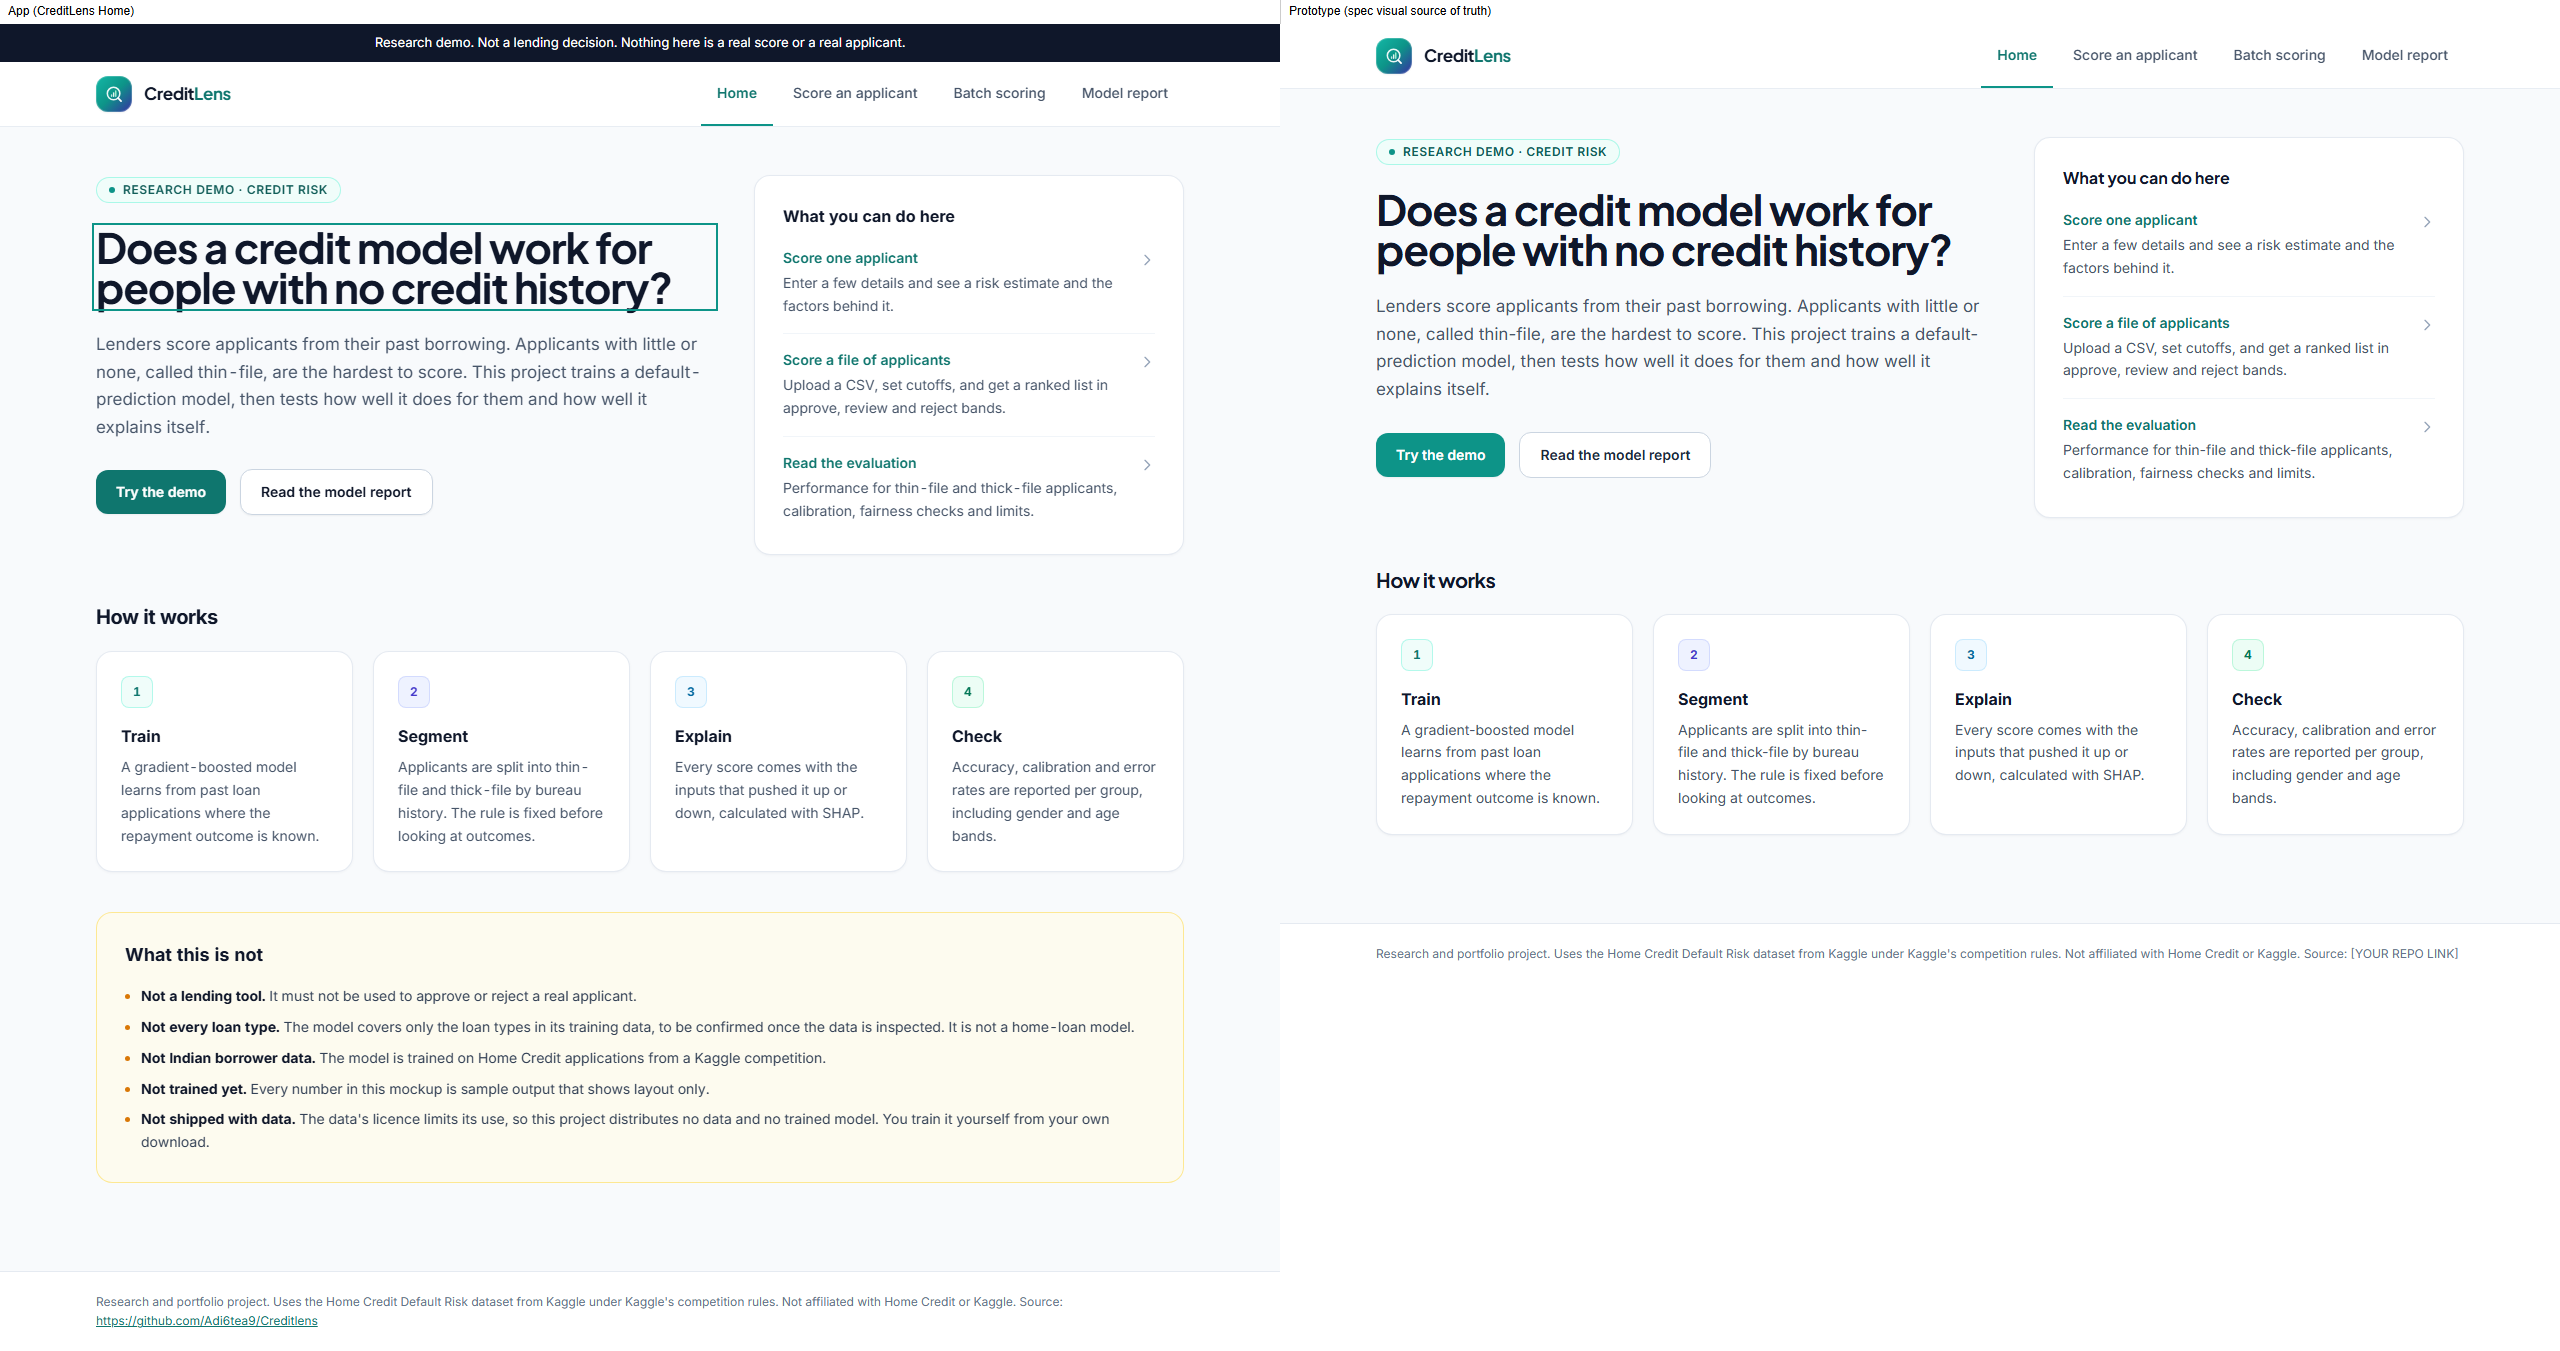 App (CreditLens Home)
Research demo. Not a lending decision. Nothing here is a real score or a real applicant.
CreditLens
Home
Score an applicant
Batch scoring
Model report
RESEARCH DEMO · CREDIT RISK
Does a credit model work for
people with no credit history?
Lenders score applicants from their past borrowing. Applicants with little or
none, called thin-file, are the hardest to score. This project trains a default-
prediction model, then tests how well it does for them and how well it
explains itself.
Try the demo
Read the model report
What you can do here
Score one applicant
Enter a few details and see a risk estimate and the
factors behind it.
Score a file of applicants
Upload a CSV, set cutoffs, and get a ranked list in
approve, review and reject bands.
Read the evaluation
Performance for thin-file and thick-file applicants,
calibration, fairness checks and limits.
How it works
1
Train
A gradient-boosted model
learns from past loan
applications where the
repayment outcome is known.
2
Segment
Applicants are split into thin-
file and thick-file by bureau
history. The rule is fixed before
looking at outcomes.
3
Explain
Every score comes with the
inputs that pushed it up or
down, calculated with SHAP.
4
Check
Accuracy, calibration and error
rates are reported per group,
including gender and age
bands.
What this is not
Not a lending tool. It must not be used to approve or reject a real applicant.
Not every loan type. The model covers only the loan types in its training data, to be confirmed once the data is inspected. It is not a home-loan model.
Not Indian borrower data. The model is trained on Home Credit applications from a Kaggle competition.
Not trained yet. Every number in this mockup is sample output that shows layout only.
Not shipped with data. The data's licence limits its use, so this project distributes no data and no trained model. You train it yourself from your own
download.
Research and portfolio project. Uses the Home Credit Default Risk dataset from Kaggle under Kaggle's competition rules. Not affiliated with Home Credit or Kaggle. Source:
https://github.com/Adi6tea9/Creditlens
Prototype (spec visual source of truth)
CreditLens
Home
Score an applicant
Batch scoring
Model report
RESEARCH DEMO · CREDIT RISK
Does a credit model work for
people with no credit history?
Lenders score applicants from their past borrowing. Applicants with little or
none, called thin-file, are the hardest to score. This project trains a default-
prediction model, then tests how well it does for them and how well it
explains itself.
Try the demo
Read the model report
What you can do here
Score one applicant
Enter a few details and see a risk estimate and the
factors behind it.
Score a file of applicants
Upload a CSV, set cutoffs, and get a ranked list in
approve, review and reject bands.
Read the evaluation
Performance for thin-file and thick-file applicants,
calibration, fairness checks and limits.
How it works
1
Train
A gradient-boosted model
learns from past loan
applications where the
repayment outcome is known.
2
Segment
Applicants are split into thin-
file and thick-file by bureau
history. The rule is fixed before
looking at outcomes.
3
Explain
Every score comes with the
inputs that pushed it up or
down, calculated with SHAP.
4
Check
Accuracy, calibration and error
rates are reported per group,
including gender and age
bands.
Research and portfolio project. Uses the Home Credit Default Risk dataset from Kaggle under Kaggle's competition rules. Not affiliated with Home Credit or Kaggle. Source: [YOUR REPO LINK]